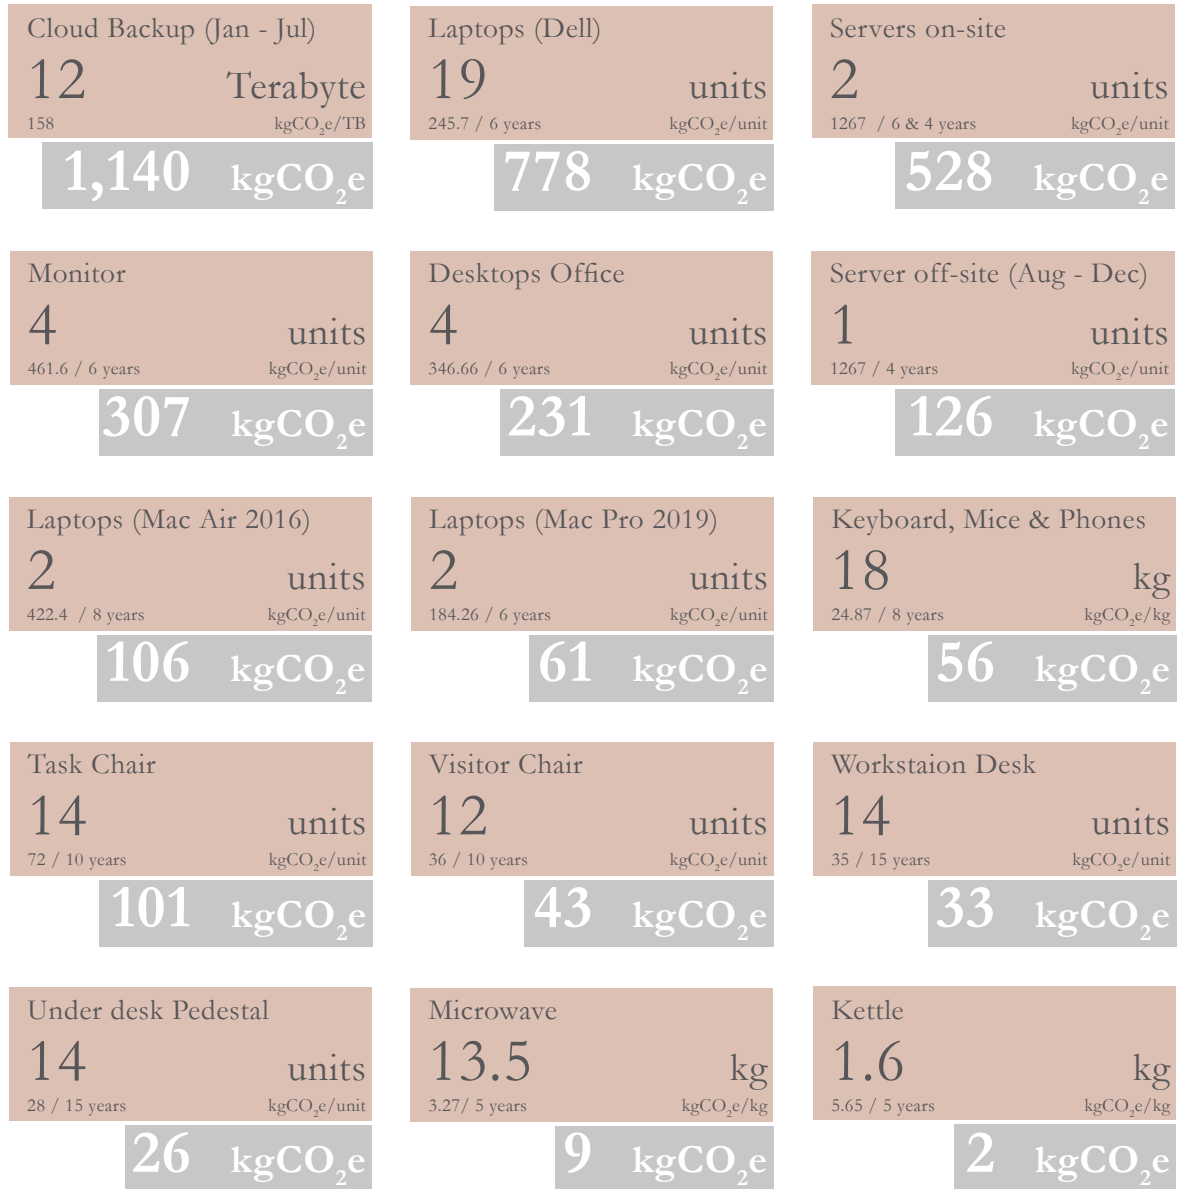 Cloud Backup (Jan - Jul)
12 Terabyte
158 kgCO₂e/TB
1,140 kgCO₂e
Laptops (Dell)
19 units
245.7 / 6 years kgCO₂e/unit
778 kgCO₂e
Servers on-site
2 units
1267 / 6 & 4 years kgCO₂e/unit
528 kgCO₂e
Monitor
4 units
461.6 / 6 years kgCO₂e/unit
307 kgCO₂e
Desktops Office
4 units
346.66 / 6 years kgCO₂e/unit
231 kgCO₂e
Server off-site (Aug - Dec)
1 units
1267 / 4 years kgCO₂e/unit
126 kgCO₂e
Laptops (Mac Air 2016)
2 units
422.4 / 8 years kgCO₂e/unit
106 kgCO₂e
Laptops (Mac Pro 2019)
2 units
184.26 / 6 years kgCO₂e/unit
61 kgCO₂e
Keyboard, Mice & Phones
18 kg
24.87 / 8 years kgCO₂e/kg
56 kgCO₂e
Task Chair
14 units
72 / 10 years kgCO₂e/unit
101 kgCO₂e
Visitor Chair
12 units
36 / 10 years kgCO₂e/unit
43 kgCO₂e
Workstaion Desk
14 units
35 / 15 years kgCO₂e/unit
33 kgCO₂e
Under desk Pedestal
14 units
28 / 15 years kgCO₂e/unit
26 kgCO₂e
Microwave
13.5 kg
3.27/ 5 years kgCO₂e/kg
9 kgCO₂e
Kettle
1.6 kg
5.65 / 5 years kgCO₂e/kg
2 kgCO₂e